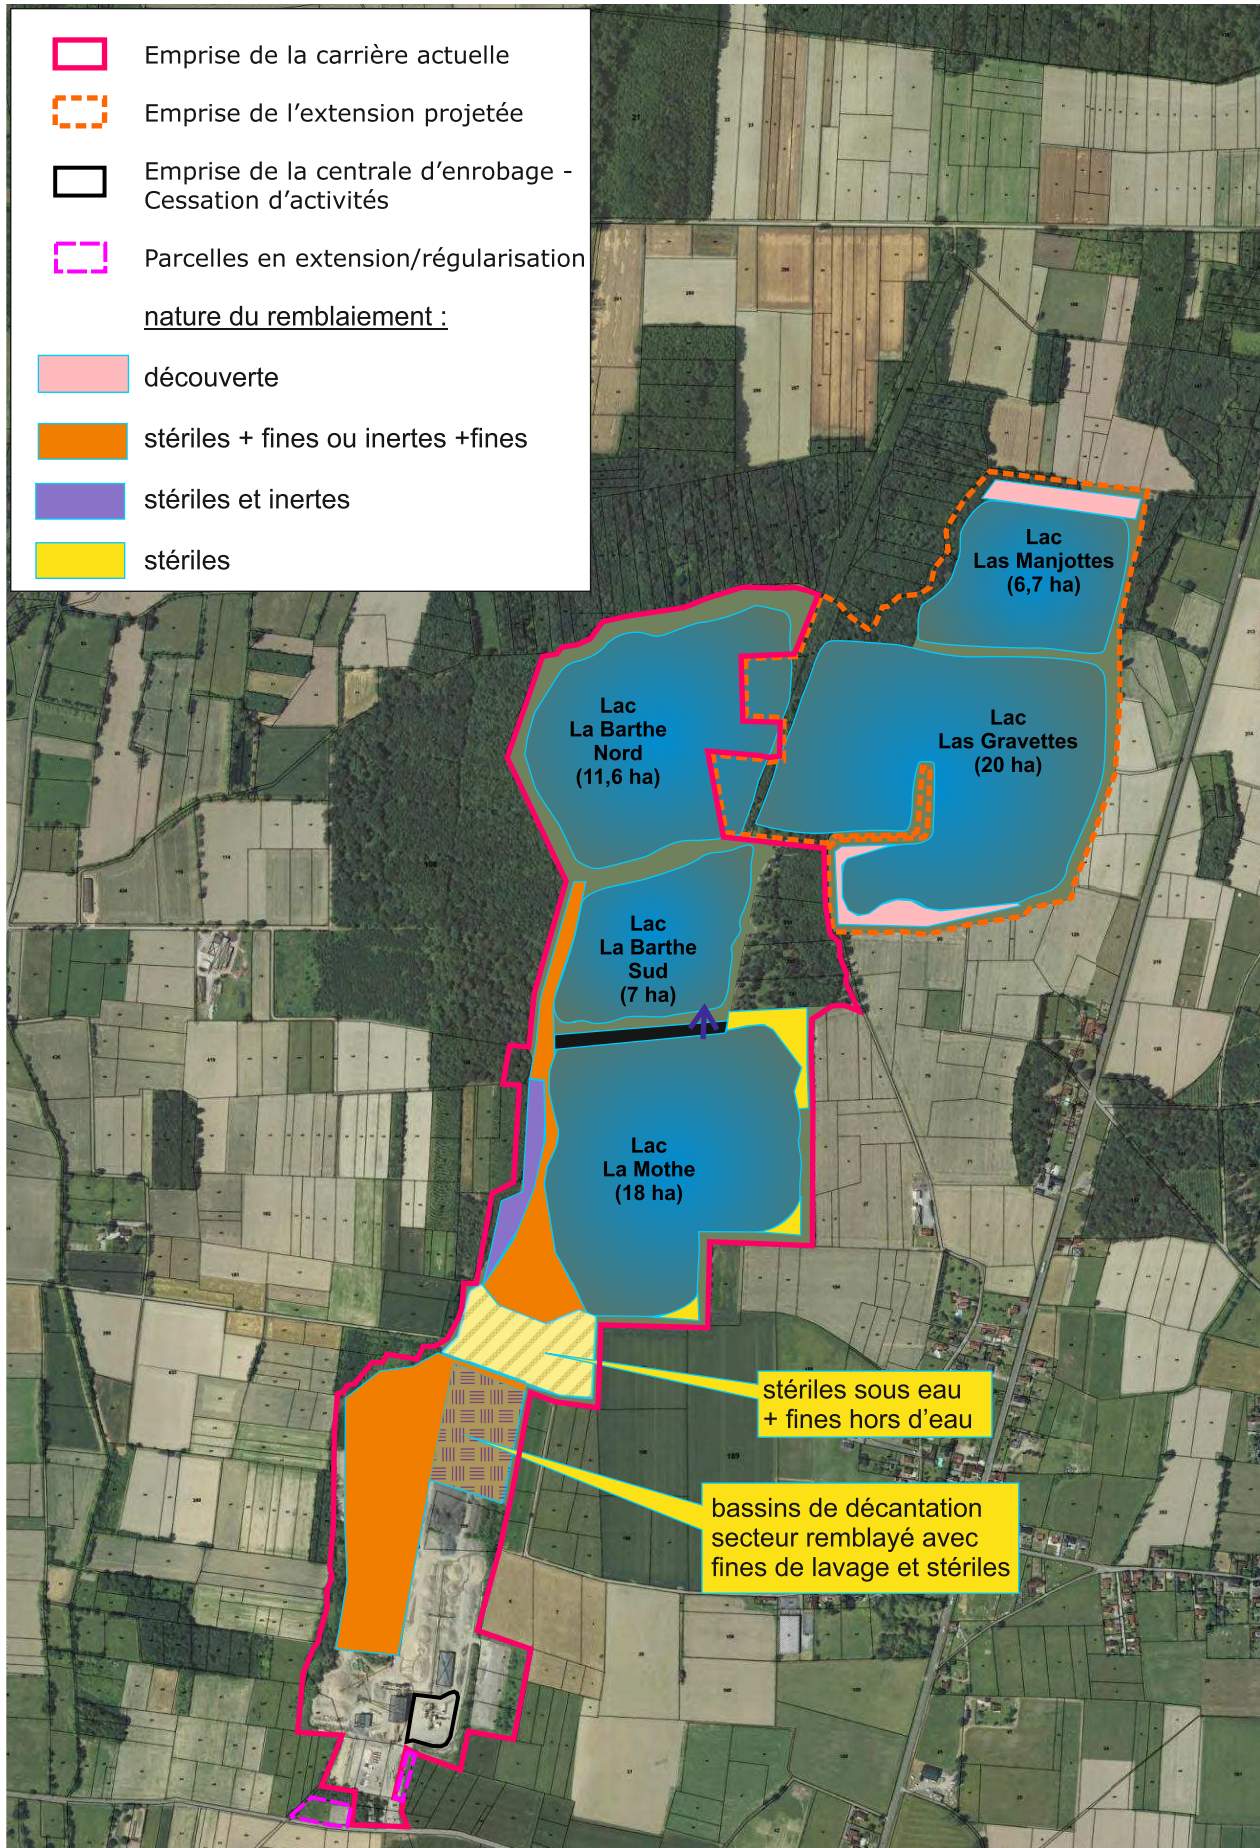 Emprise de la carrière actuelle
Emprise de l’extension projetée
Emprise de la centrale d’enrobage -
Cessation d’activités
Parcelles en extension/régularisation
nature du remblaiement :
découverte
stériles + fines ou inertes +fines
stériles et inertes
stériles
Lac
Las Manjottes
(6,7 ha)
Lac
La Barthe
Nord
(11,6 ha)
Lac
Las Gravettes
(20 ha)
Lac
La Barthe
Sud
(7 ha)
Lac
La Mothe
(18 ha)
stériles sous eau
+ fines hors d’eau
bassins de décantation
secteur remblayé avec
fines de lavage et stériles
189